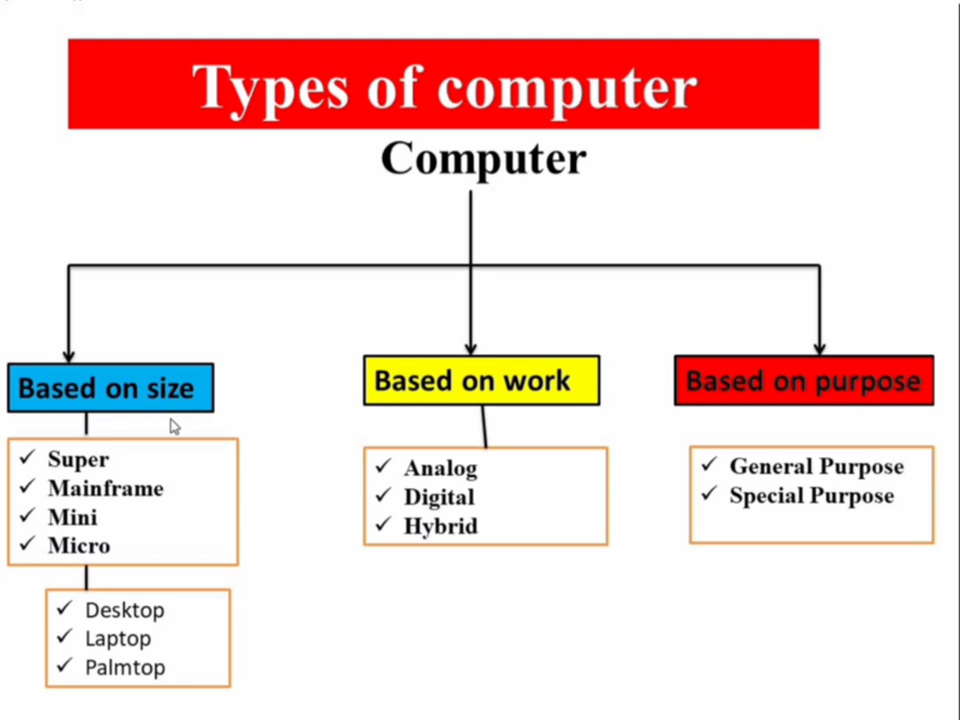 Types of computer
Computer
Based on size
Super
Mainframe
Mini
Micro
Desktop
Laptop
Palmtop
Based on work
Analog
Digital
Hybrid
Based on purpose
General Purpose
Special Purpose